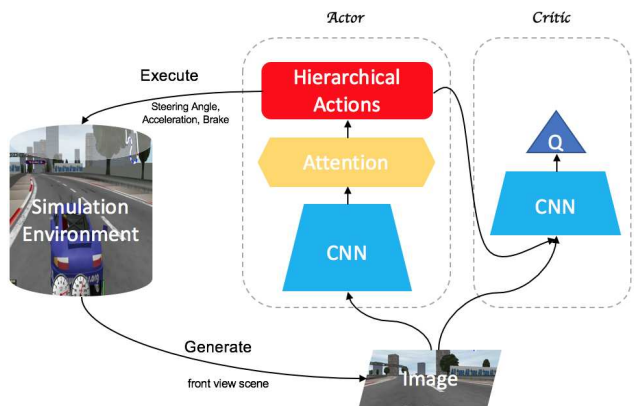 Actor
Critic
Execute
Steering Angle,
Acceleration, Brake
Hierarchical
Actions
Attention
Q
Simulation
Environment
CNN
CNN
Generate
front view scene
Image